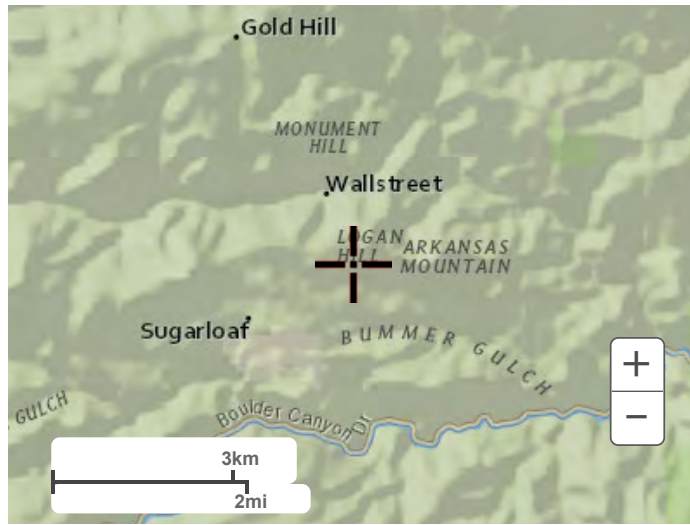 Gold Hill
MONUMENT
HILL
Wallstreet
LOGAN
HILL
ARKANSAS
MOUNTAIN
Sugarloaf
BUMMER GULCH
GULCH
Boulder Canyon Dr
+
−
3km
2mi